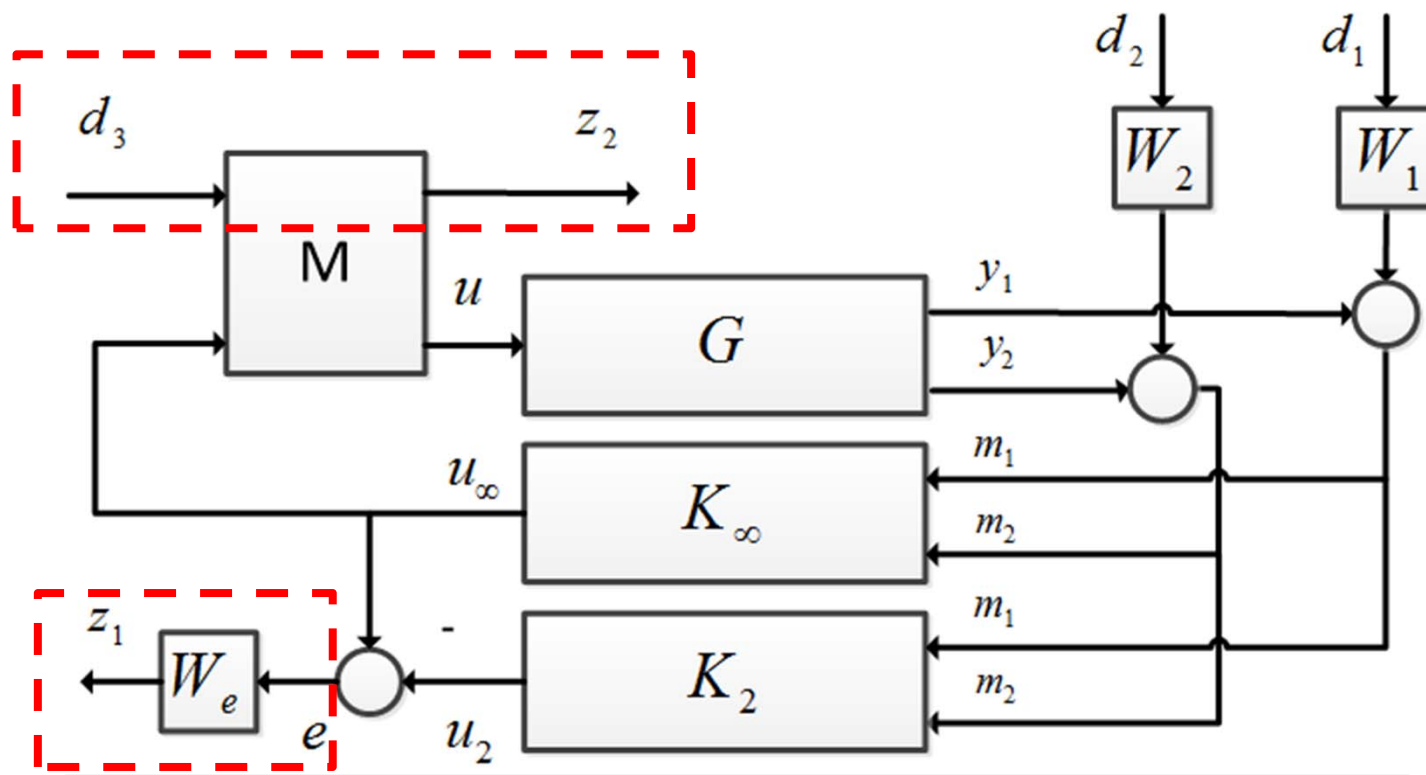 d₂ d₁
d₃ z₂
W₂ W₁
M
u G y₁
y₂
u∞ K∞ m₁
m₂
z₁ Wₑ e
- K₂ m₁
u₂ m₂